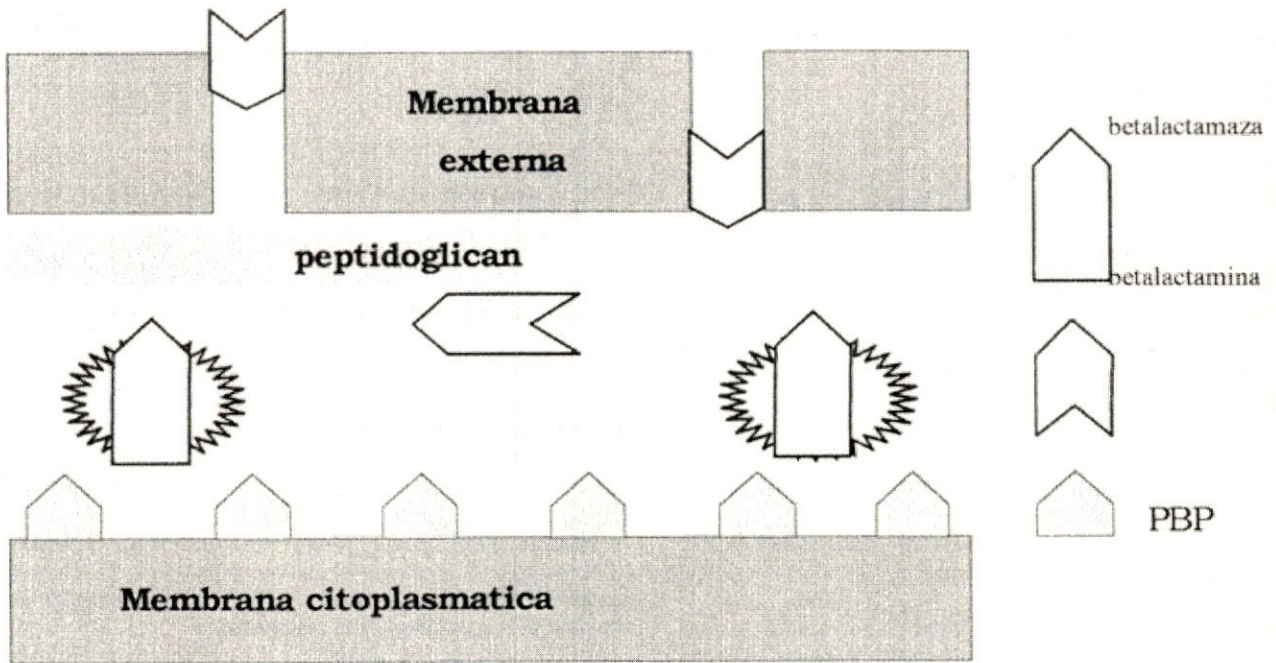 Membrana
externa
peptidoglican
Membrana citoplasmatica
betalactamaza
betalactamina
PBP